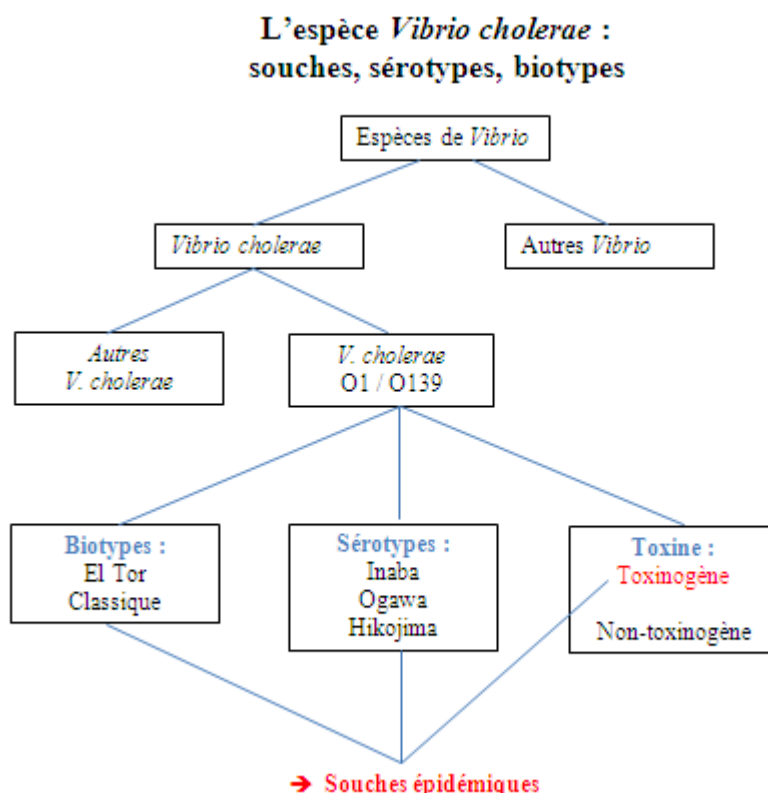 L'espèce Vibrio cholerae :
souches, sérotypes, biotypes
Espèces de Vibrio
Vibrio cholerae
Autres Vibrio
Autres
V. cholerae
V. cholerae
O1 / O139
Biotypes :
El Tor
Classique
Sérotypes :
Inaba
Ogawa
Hikojima
Toxine :
Toxinogène
Non-toxinogène
➔ Souches épidémiques